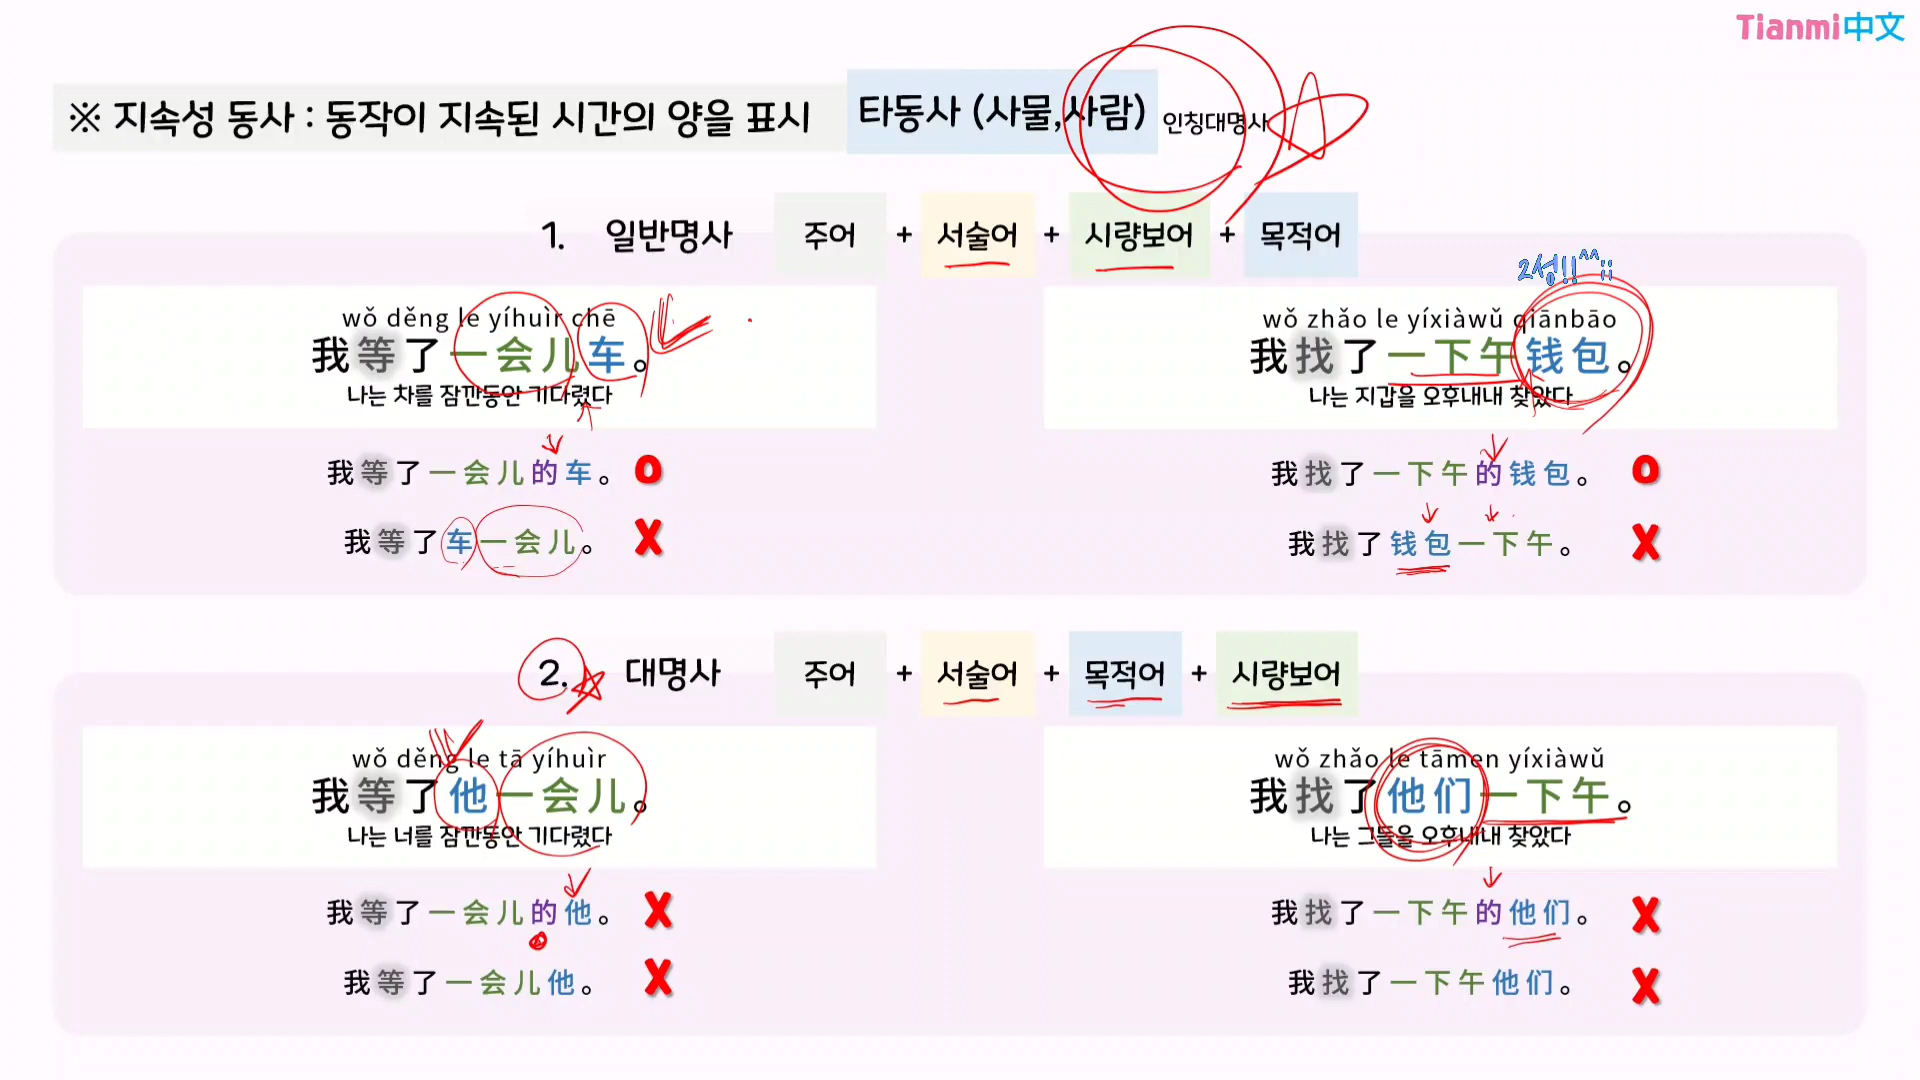 Tianmi中文
※ 지속성 동사 : 동작이 지속된 시간의 양을 표시 타동사 (사물,사람) 인칭대명사
1. 일반명사 주어 + 서술어 + 시량보어 + 목적어
2성!!^^;;
wǒ děng le yíhuìr chē
我等了一会儿车。
나는 차를 잠깐동안 기다렸다
我等了一会儿的车。 O
我等了车一会儿。 X
wǒ zhǎo le yíxiàwǔ qiānbāo
我找了一下午钱包。
나는 지갑을 오후내내 찾았다
我找了一下午的钱包。 O
我找了钱包一下午。 X
2. 대명사 주어 + 서술어 + 목적어 + 시량보어
wǒ děng le tā yíhuìr
我等了他一会儿。
나는 너를 잠깐동안 기다렸다
我等了一会儿的他。 X
我等了一会儿他。 X
wǒ zhǎo le tāmen yíxiàwǔ
我找了他们一下午。
나는 그들을 오후내내 찾았다
我找了一下午的他们。 X
我找了一下午他们。 X